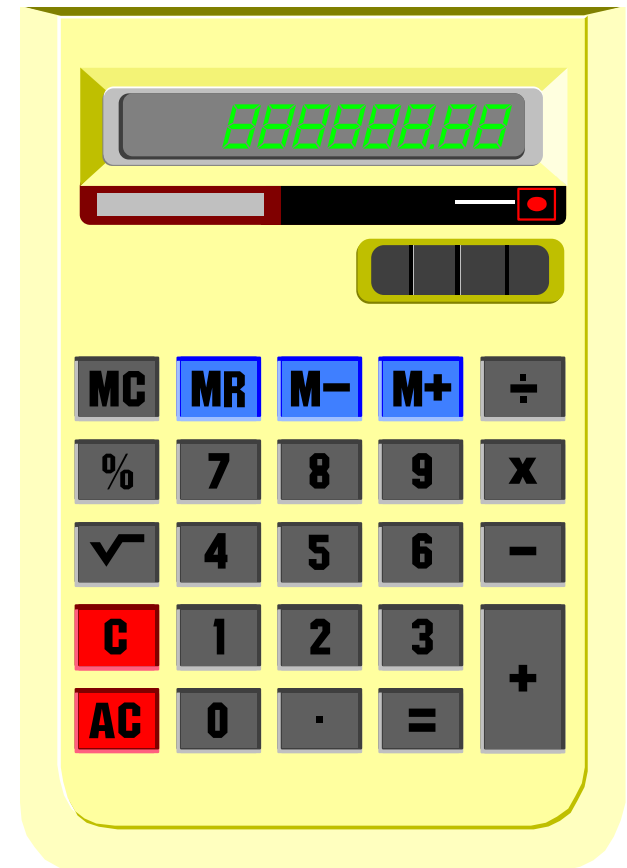 888888.88
MC MR M− M+ ÷
% 7 8 9 x
√ 4 5 6 −
C 1 2 3 +
AC 0 . =